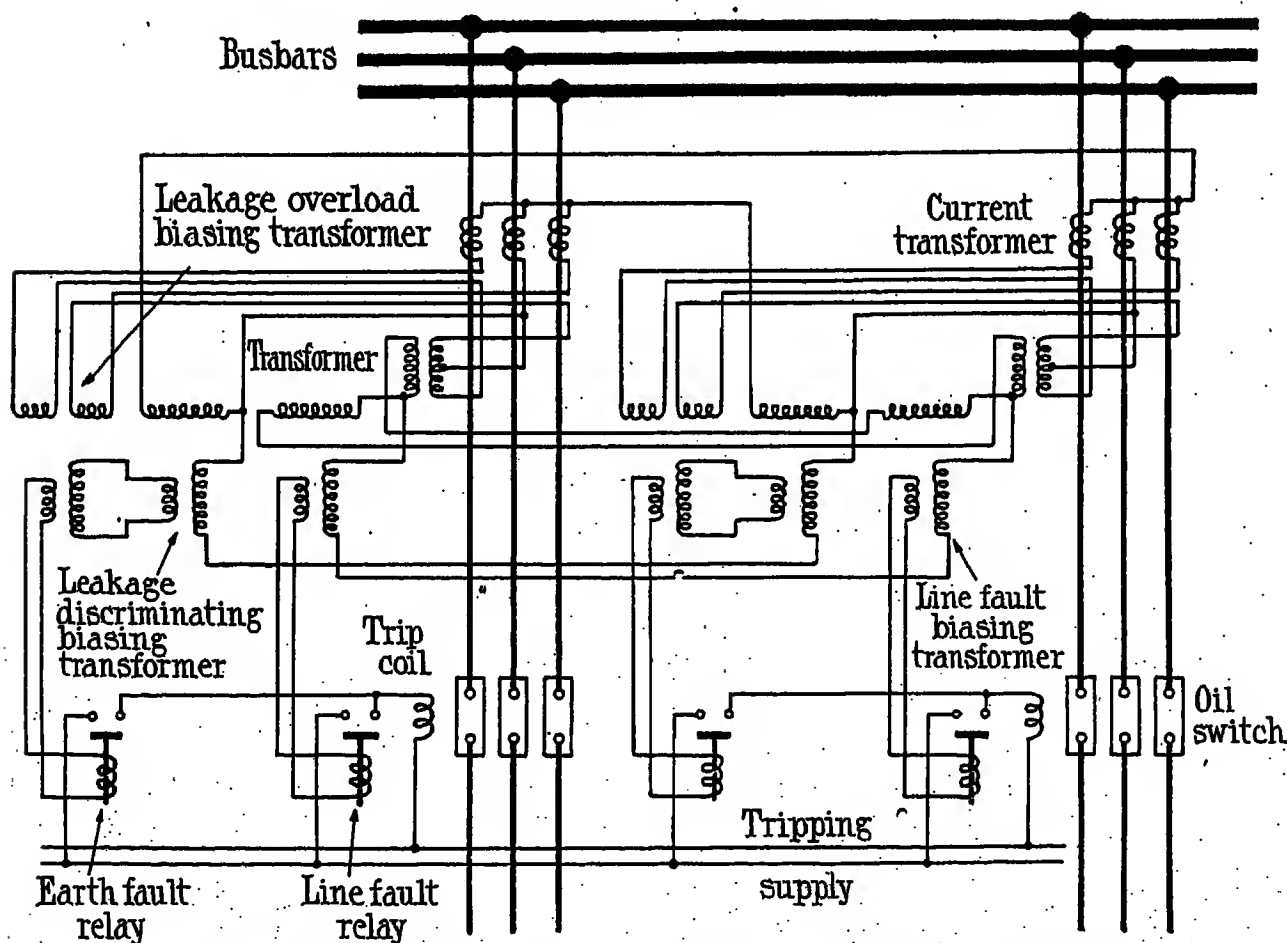 Busbars
Leakage overload
biasing transformer
Current
transformer
Transformer
Leakage
discriminating
biasing
transformer
Trip
coil
Line fault
biasing
transformer
Oil
switch
Tripping
supply
Earth fault
relay
Line fault
relay